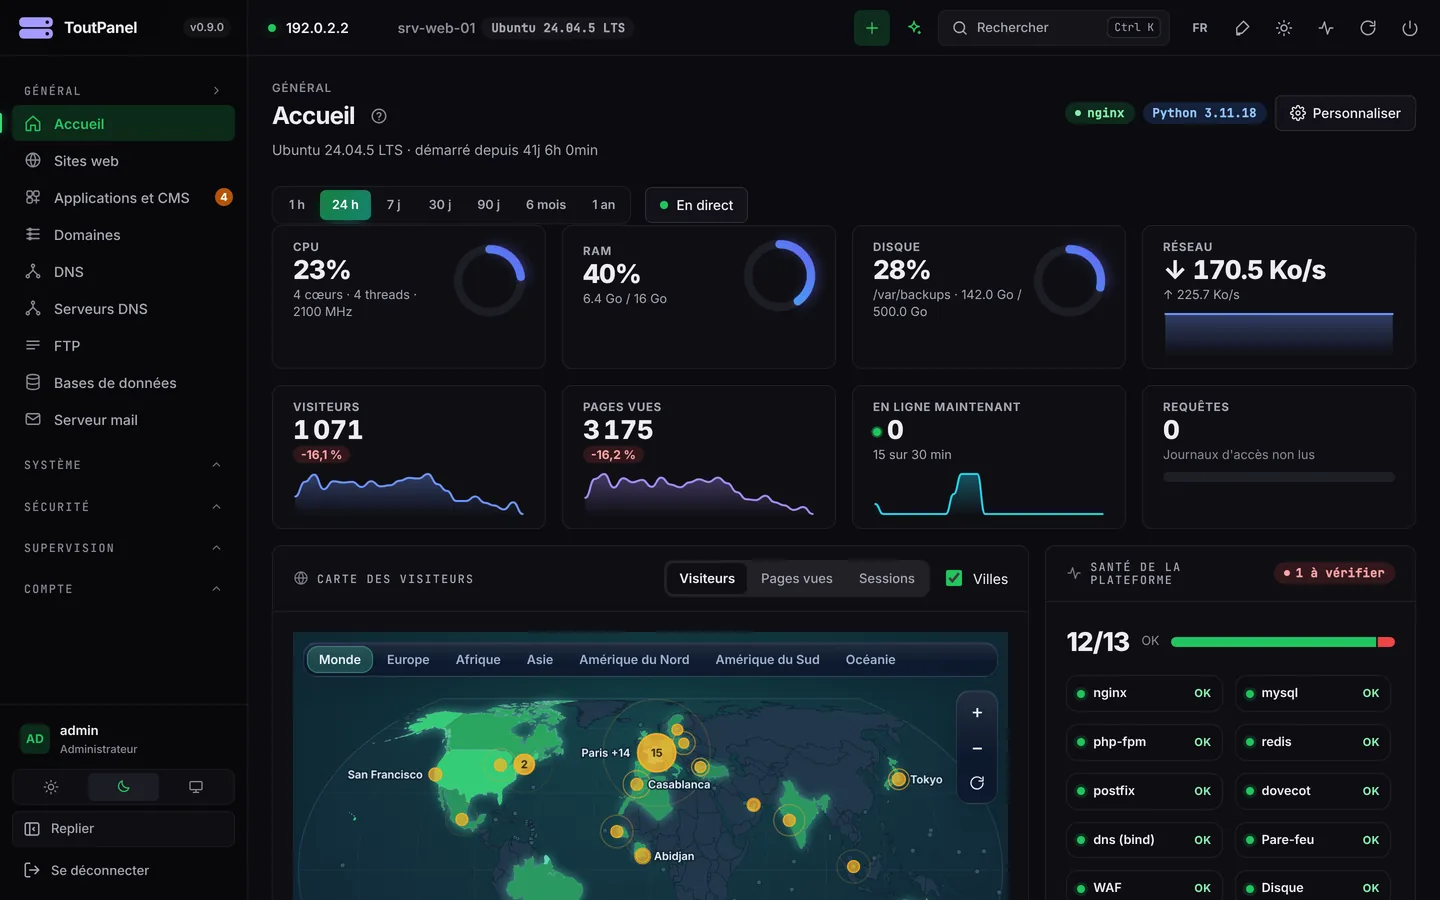 ToutPanel
v0.9.0
192.0.2.2
srv-web-01
Ubuntu 24.04.5 LTS
Rechercher
Ctrl K
FR
GÉNÉRAL
Accueil
Sites web
Applications et CMS
4
Domaines
DNS
Serveurs DNS
FTP
Bases de données
Serveur mail
SYSTÈME
SÉCURITÉ
SUPERVISION
COMPTE
AD
admin
Administrateur
Replier
Se déconnecter
GÉNÉRAL
Accueil
nginx
Python 3.11.18
Personnaliser
Ubuntu 24.04.5 LTS · démarré depuis 41j 6h 0min
1 h
24 h
7 j
30 j
90 j
6 mois
1 an
En direct
CPU
23%
4 cœurs · 4 threads ·
2100 MHz
RAM
40%
6.4 Go / 16 Go
DISQUE
28%
/var/backups · 142.0 Go /
500.0 Go
RÉSEAU
↓ 170.5 Ko/s
↑ 225.7 Ko/s
VISITEURS
1 071
-16,1 %
PAGES VUES
3 175
-16,2 %
EN LIGNE MAINTENANT
0
15 sur 30 min
REQUÊTES
0
Journaux d'accès non lus
CARTE DES VISITEURS
Visiteurs
Pages vues
Sessions
Villes
Monde
Europe
Afrique
Asie
Amérique du Nord
Amérique du Sud
Océanie
+
−
San Francisco
2
Paris +14
15
Casablanca
Tokyo
Abidjan
SANTÉ DE LA
PLATEFORME
1 à vérifier
12/13
OK
nginx
OK
mysql
OK
php-fpm
OK
redis
OK
postfix
OK
dovecot
OK
dns (bind)
OK
Pare-feu
OK
WAF
OK
Disque
OK